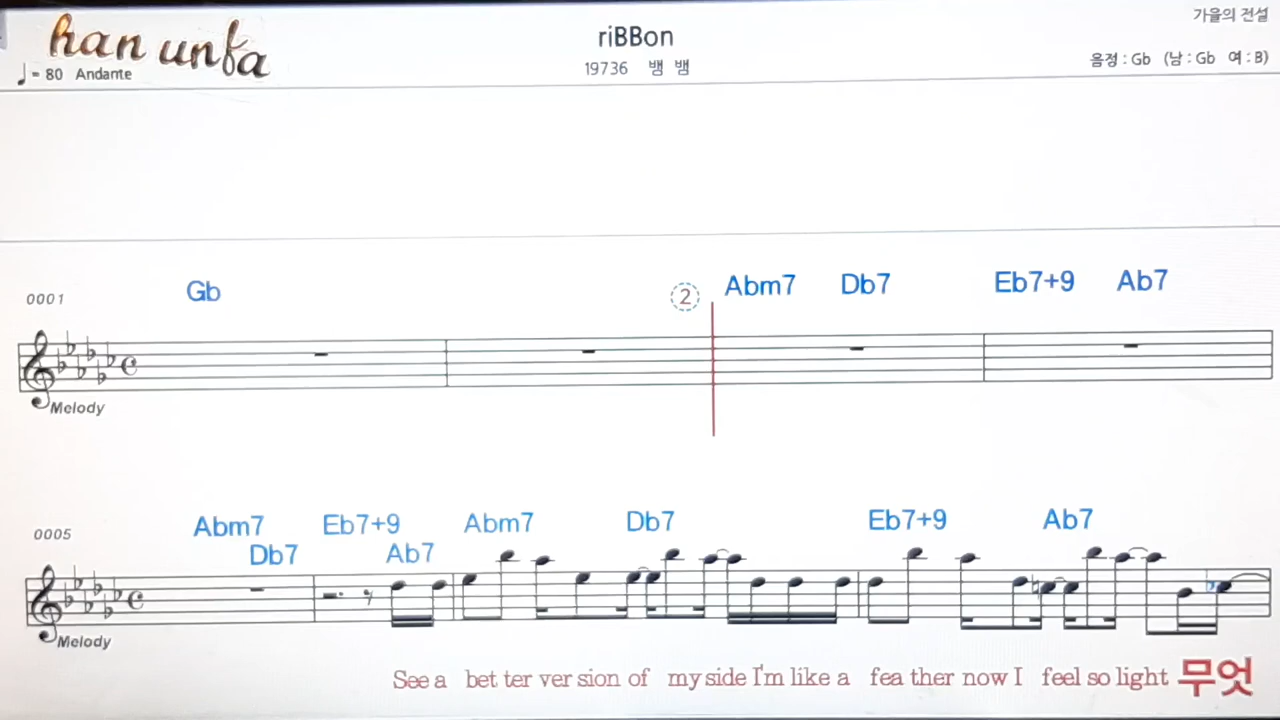 가을의 전설
han unfa
riBBon
♩= 80 Andante
19736 뱀 뱀
음정 : Gb (남 : Gb 여 : B)
0001 Gb ② Abm7 Db7 Eb7+9 Ab7
Melody
0005 Abm7 Db7 Eb7+9 Ab7 Abm7 Db7 Eb7+9 Ab7
Melody
See a bet ter ver sion of my side I'm like a fea ther now I feel so light 무엇